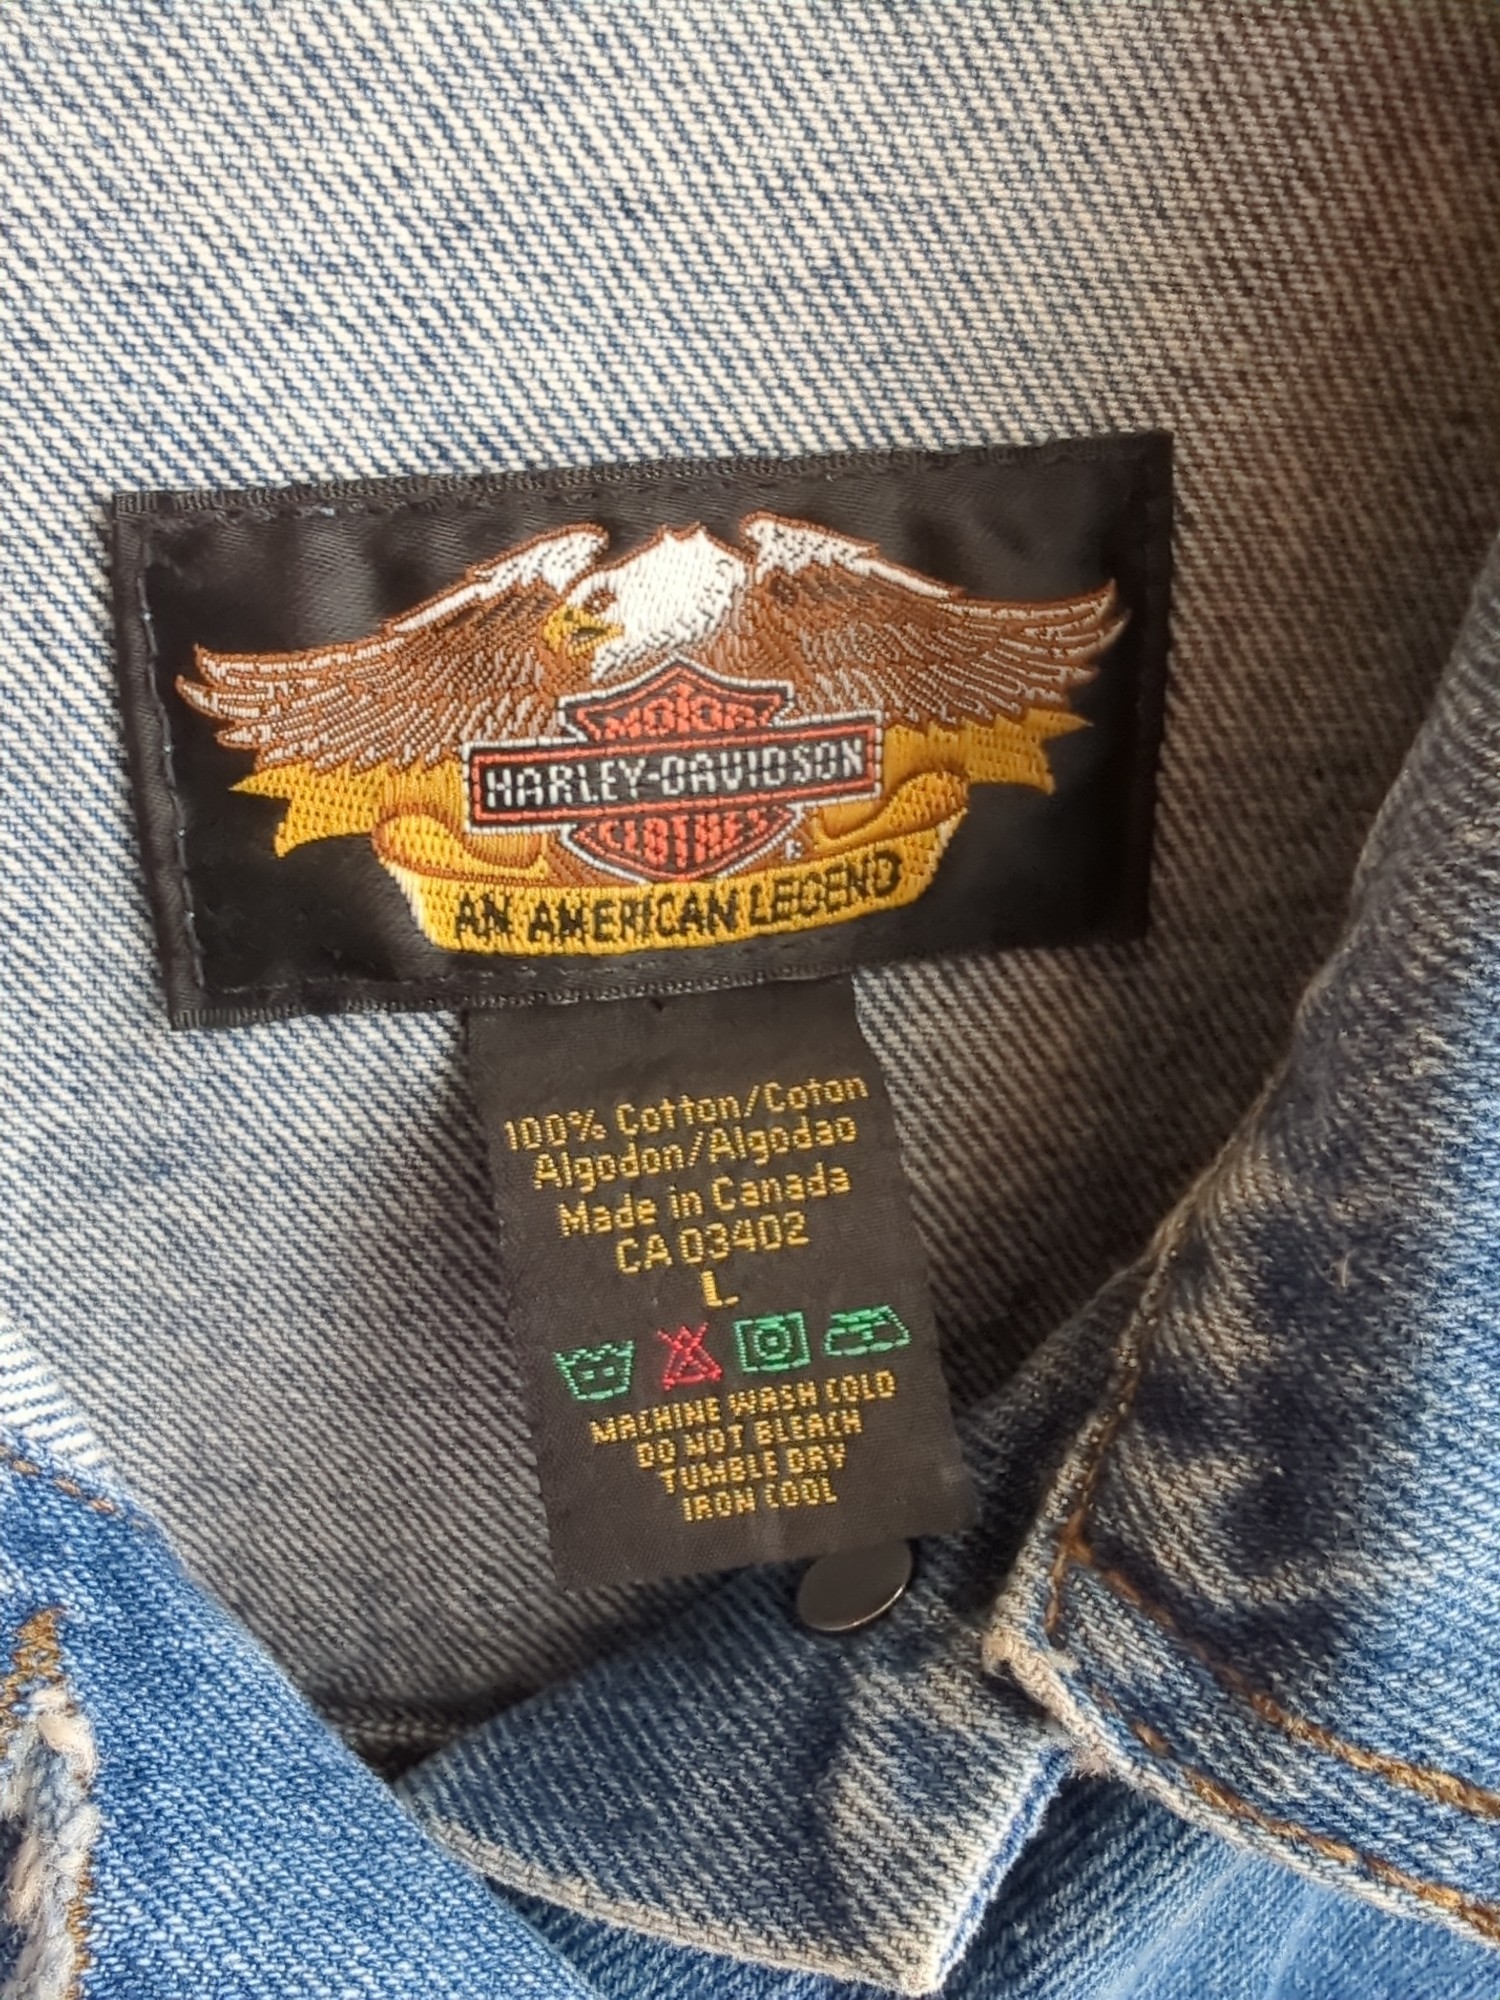 MOTOR
HARLEY-DAVIDSON
CLOTHES
®
AN AMERICAN LEGEND
100% Cotton/Coton
Algodon/Algodao
Made in Canada
CA 03402
L
MACHINE WASH COLD
DO NOT BLEACH
TUMBLE DRY
IRON COOL